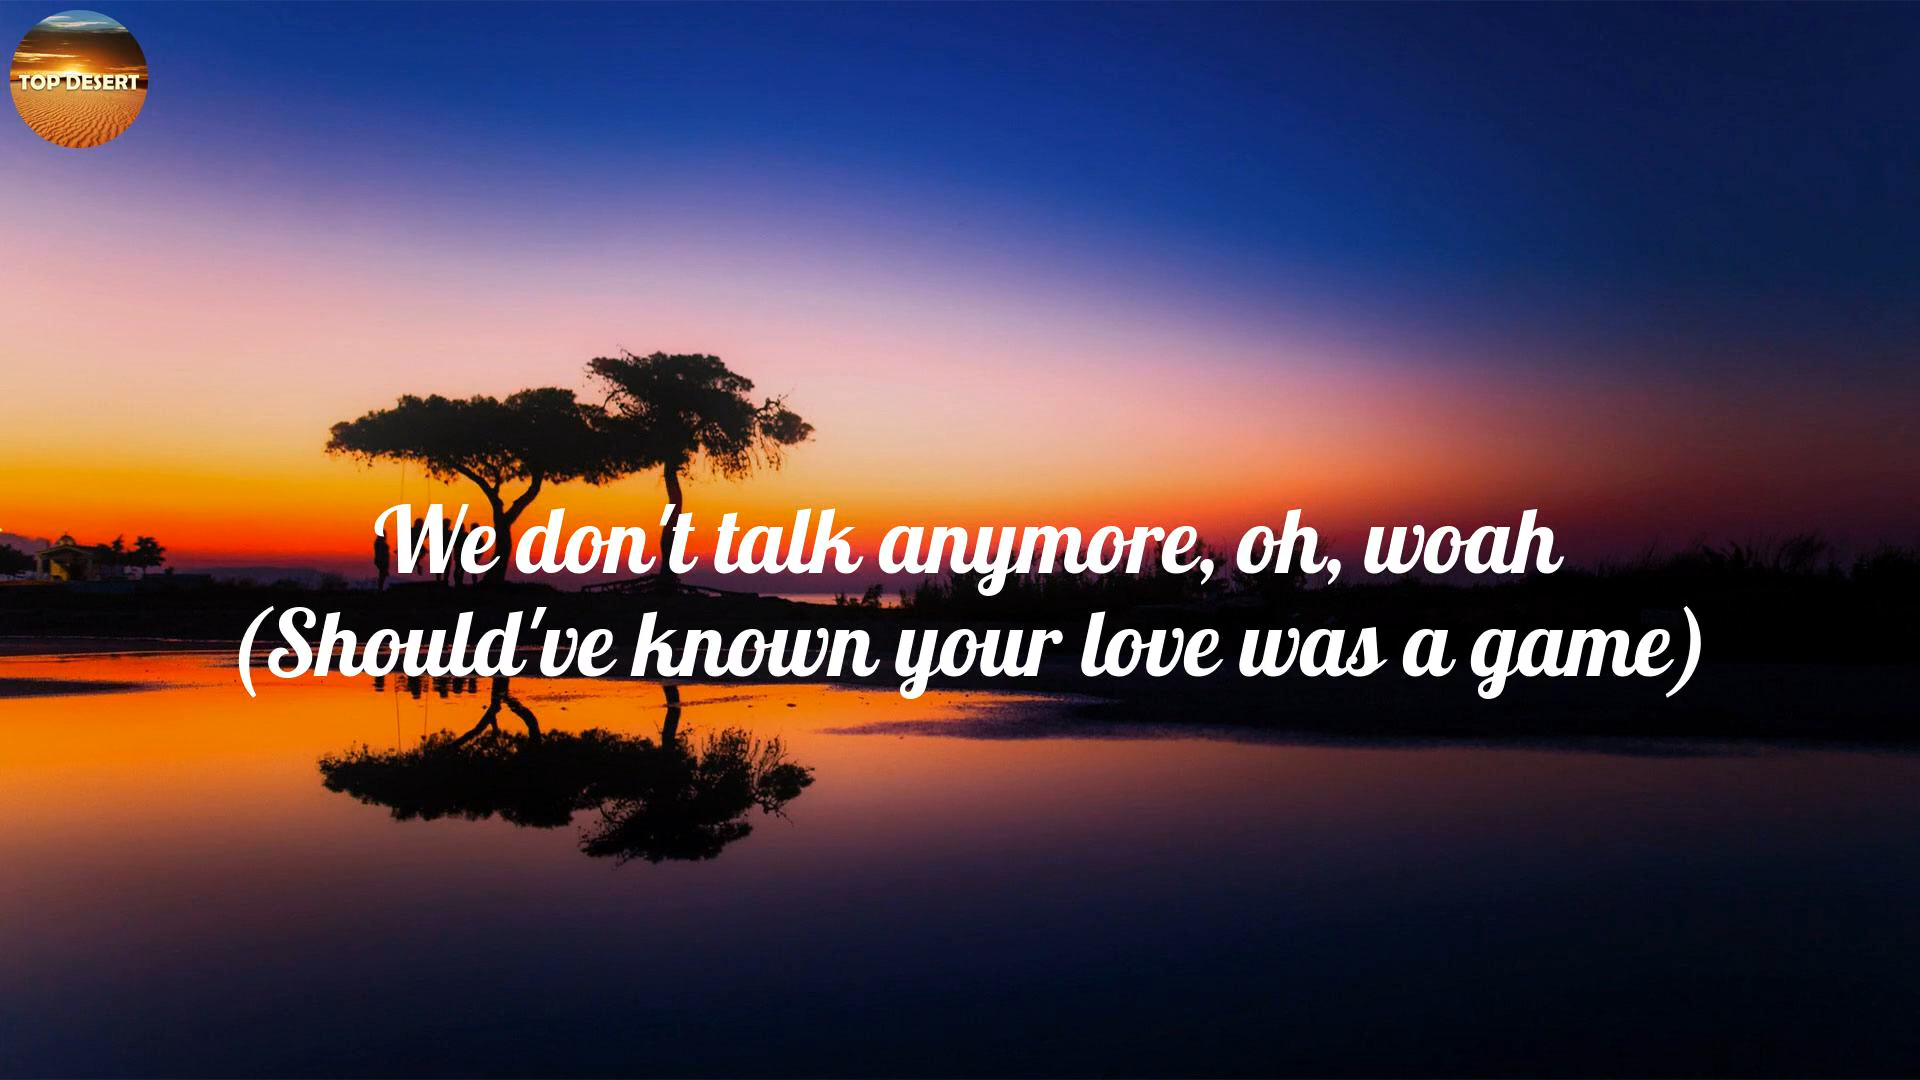 TOP DESERT
We don't talk anymore, oh, woah
(Should've known your love was a game)